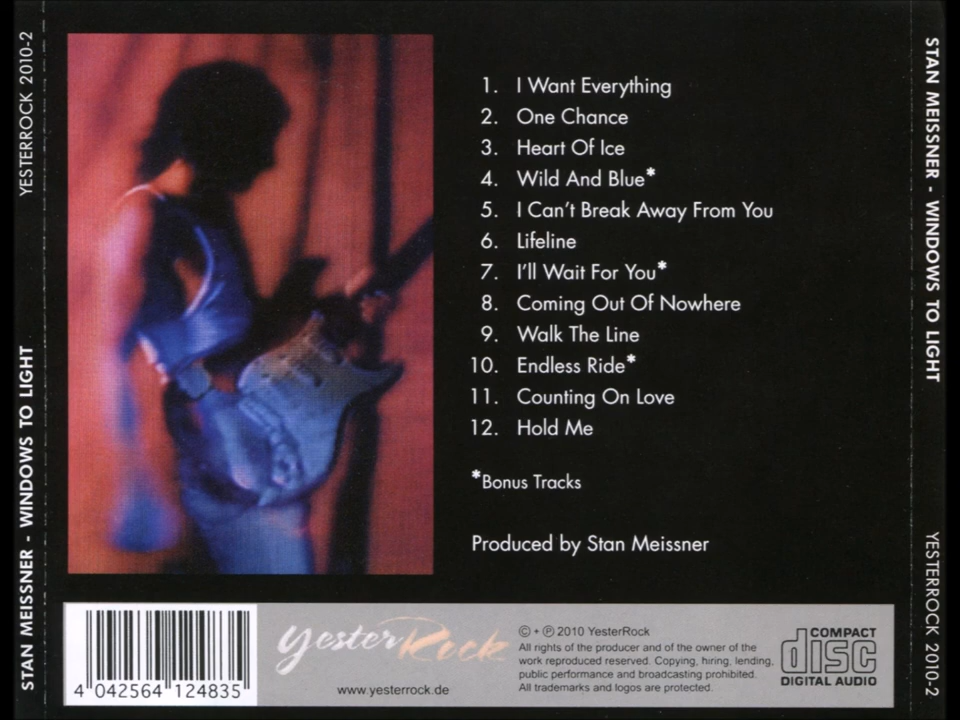 STAN MEISSNER - WINDOWS TO LIGHT
YESTERROCK 2010-2
1. I Want Everything
2. One Chance
3. Heart Of Ice
4. Wild And Blue*
5. I Can't Break Away From You
6. Lifeline
7. I'll Wait For You*
8. Coming Out Of Nowhere
9. Walk The Line
10. Endless Ride*
11. Counting On Love
12. Hold Me
*Bonus Tracks
Produced by Stan Meissner
4 042564 124835
YesterRock
www.yesterrock.de
© + ℗ 2010 YesterRock
All rights of the producer and of the owner of the
work reproduced reserved. Copying, hiring, lending,
public performance and broadcasting prohibited.
All trademarks and logos are protected.
COMPACT
disc
DIGITAL AUDIO
STAN MEISSNER - WINDOWS TO LIGHT
YESTERROCK 2010-2